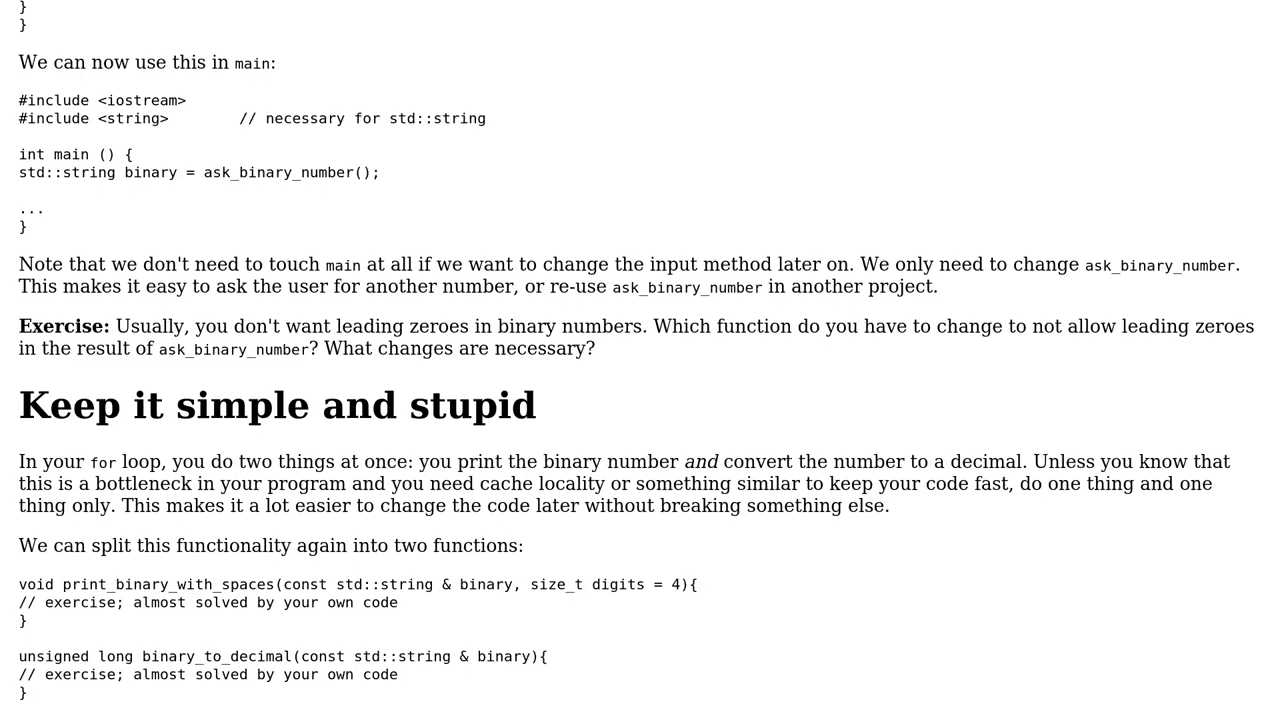 }
}
We can now use this in main:
#include <iostream>
#include <string>        // necessary for std::string
int main () {
std::string binary = ask_binary_number();
...
}
Note that we don't need to touch main at all if we want to change the input method later on. We only need to change ask_binary_number.
This makes it easy to ask the user for another number, or re-use ask_binary_number in another project.
Exercise: Usually, you don't want leading zeroes in binary numbers. Which function do you have to change to not allow leading zeroes
in the result of ask_binary_number? What changes are necessary?
Keep it simple and stupid
In your for loop, you do two things at once: you print the binary number and convert the number to a decimal. Unless you know that
this is a bottleneck in your program and you need cache locality or something similar to keep your code fast, do one thing and one
thing only. This makes it a lot easier to change the code later without breaking something else.
We can split this functionality again into two functions:
void print_binary_with_spaces(const std::string & binary, size_t digits = 4){
// exercise; almost solved by your own code
}
unsigned long binary_to_decimal(const std::string & binary){
// exercise; almost solved by your own code
}